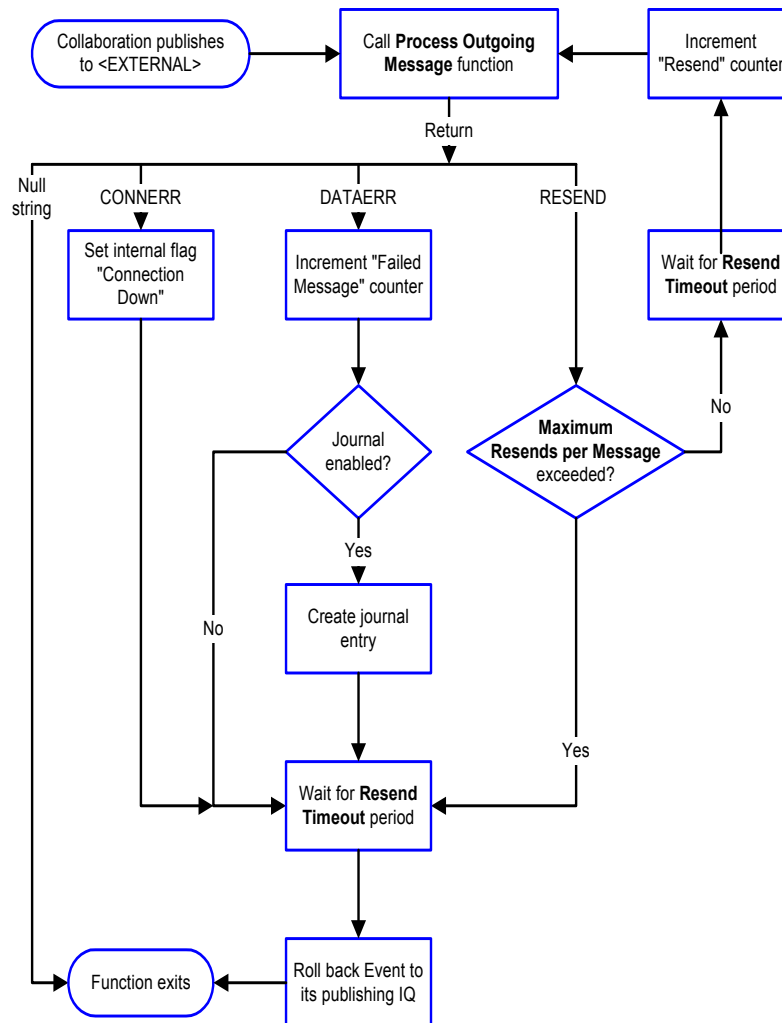 Collaboration publishes
to <EXTERNAL>
Call Process Outgoing
Message function
Increment
"Resend" counter
Return
Null
string
CONNERR
DATAERR
RESEND
Set internal flag
"Connection
Down"
Increment "Failed
Message" counter
Wait for Resend
Timeout period
No
Journal
enabled?
Maximum
Resends per Message
exceeded?
Yes
No
Create journal
entry
Yes
Wait for Resend
Timeout period
Function exits
Roll back Event to
its publishing IQ